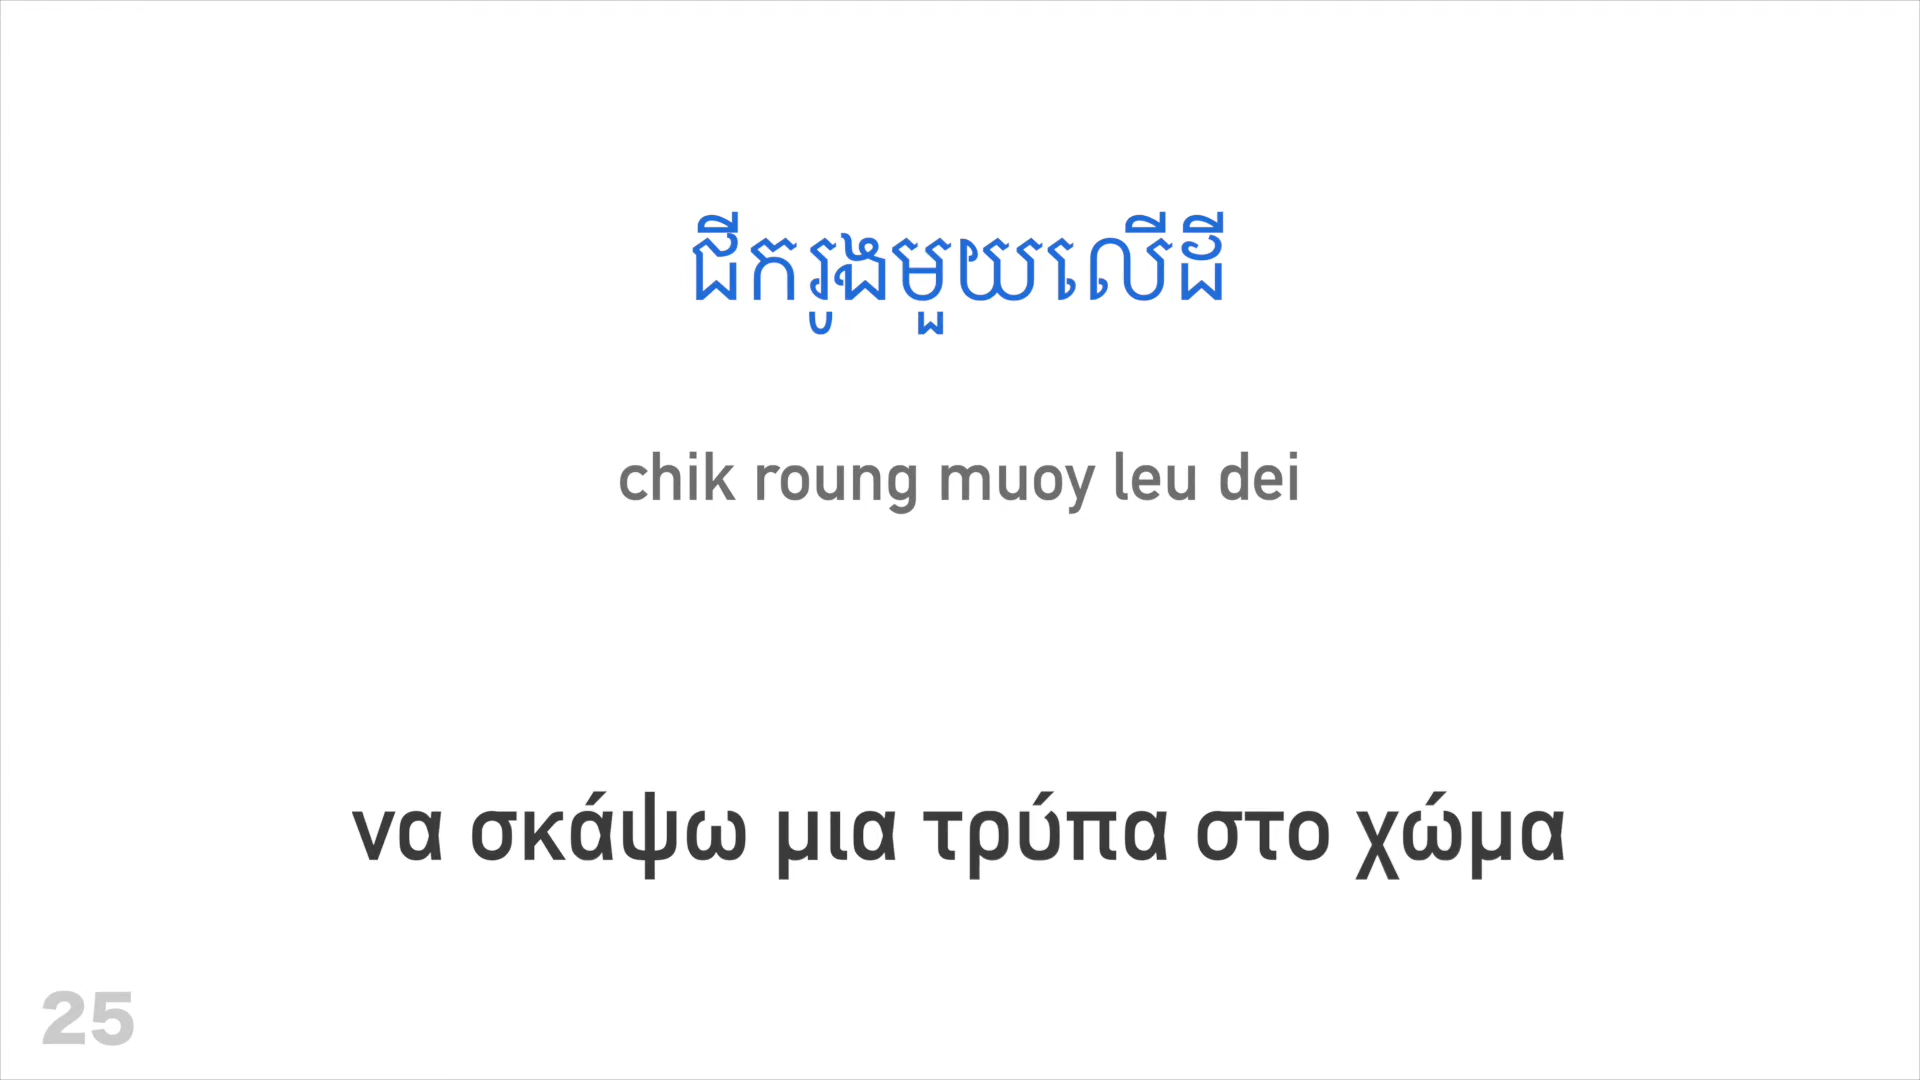 ជីករូងមួយលើដី
chik roung muoy leu dei
να σκάψω μια τρύπα στο χώμα
25